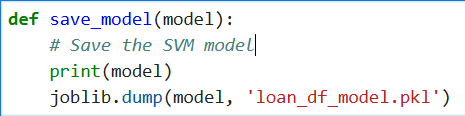 def save_model(model):
    # Save the SVM model
    print(model)
    joblib.dump(model, 'loan_df_model.pkl')